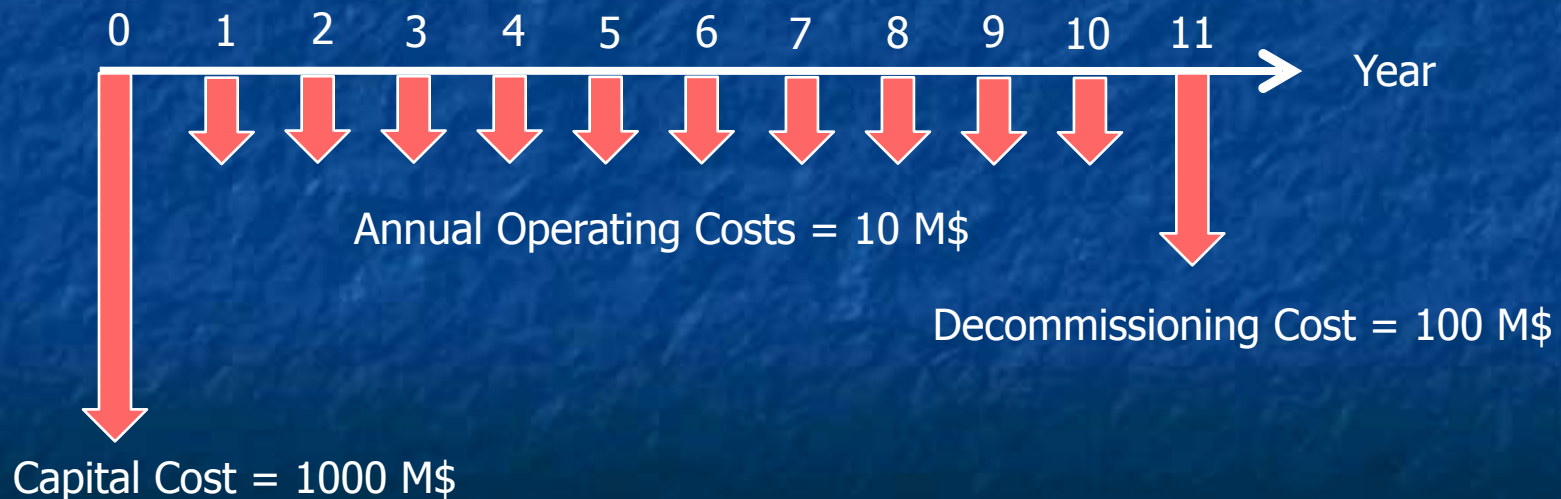 0 1 2 3 4 5 6 7 8 9 10 11
Year
Annual Operating Costs = 10 M$
Decommissioning Cost = 100 M$
Capital Cost = 1000 M$